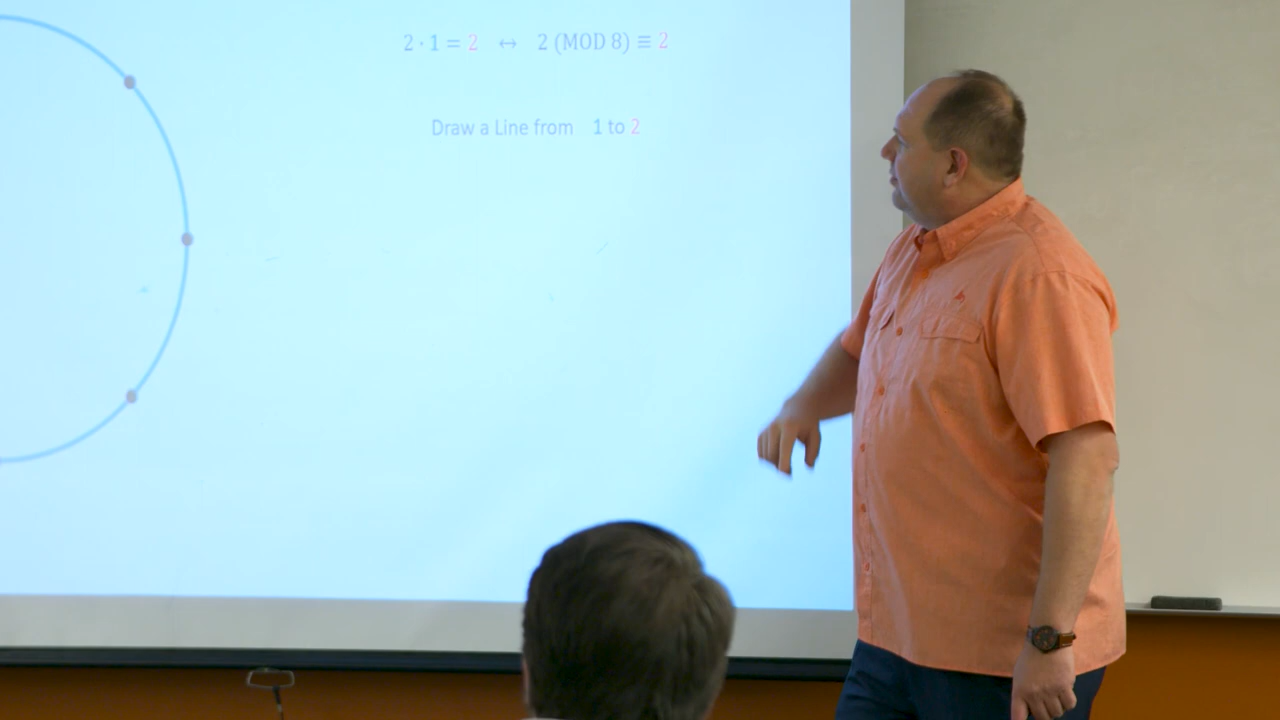 2 · 1 = 2 ↔ 2 (MOD 8) ≡ 2
Draw a Line from 1 to 2